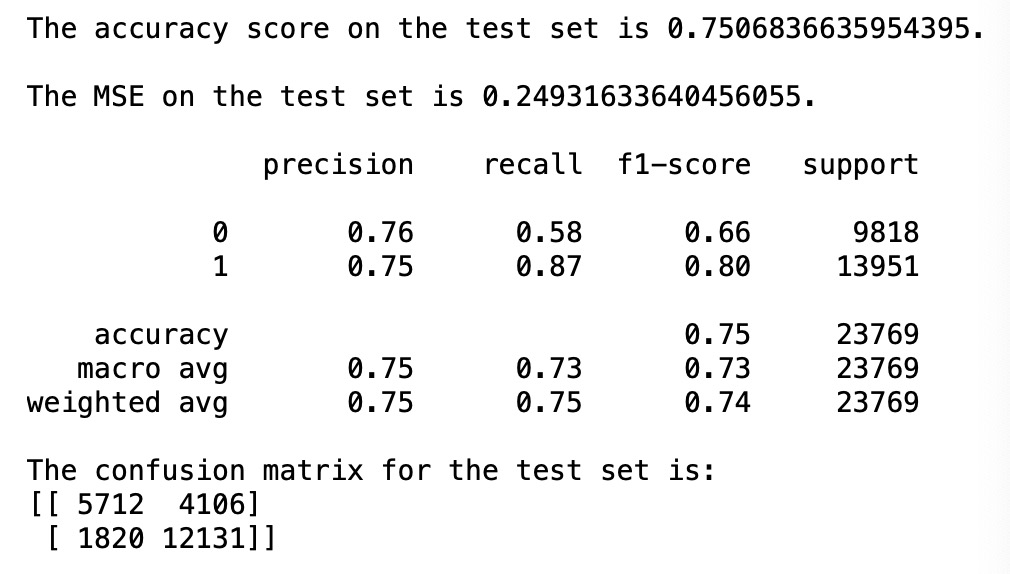 The accuracy score on the test set is 0.7506836635954395.
The MSE on the test set is 0.24931633640456055.
precision recall f1-score support
0 0.76 0.58 0.66 9818
1 0.75 0.87 0.80 13951
accuracy 0.75 23769
macro avg 0.75 0.73 0.73 23769
weighted avg 0.75 0.75 0.74 23769
The confusion matrix for the test set is:
[[ 5712 4106]
[ 1820 12131]]